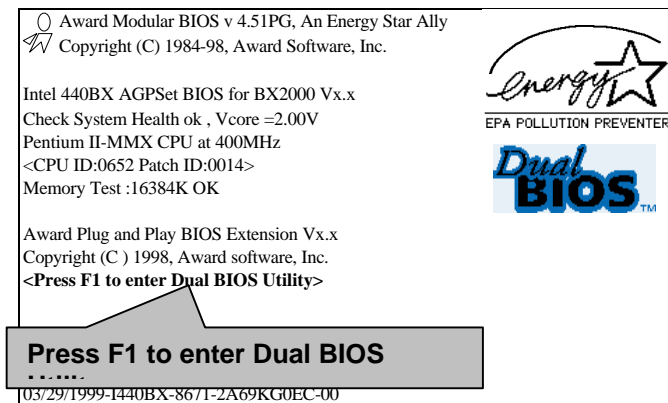 Award Modular BIOS v 4.51PG, An Energy Star Ally
Copyright (C) 1984-98, Award Software, Inc.
energy
EPA POLLUTION PREVENTER
Dual
BIOS
TM
Intel 440BX AGPSet BIOS for BX2000 Vx.x
Check System Health ok , Vcore =2.00V
Pentium II-MMX CPU at 400MHz
<CPU ID:0652 Patch ID:0014>
Memory Test :16384K OK
Award Plug and Play BIOS Extension Vx.x
Copyright (C ) 1998, Award software, Inc.
<Press F1 to enter Dual BIOS Utility>
Press F1 to enter Dual BIOS
03/29/1999-I440BX-8671-2A69KG0EC-00